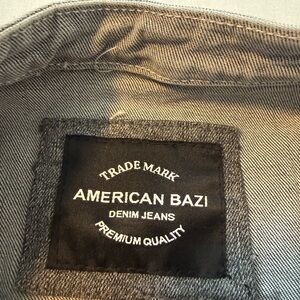 TRADE MARK
AMERICAN BAZI
DENIM JEANS
PREMIUM QUALITY